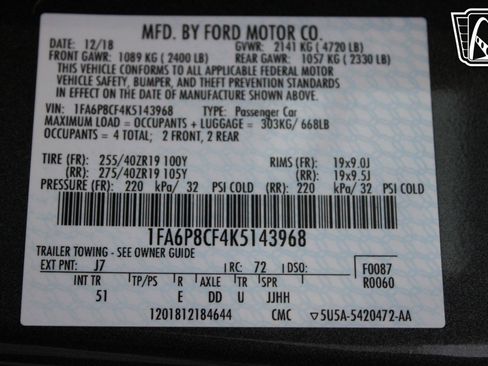 MFD. BY FORD MOTOR CO.
DATE: 12/18 GVWR: 2141 KG ( 4720 LB)
FRONT GAWR: 1089 KG ( 2400 LB) REAR GAWR: 1057 KG ( 2330 LB)
THIS VEHICLE CONFORMS TO ALL APPLICABLE FEDERAL MOTOR
VEHICLE SAFETY, BUMPER, AND THEFT PREVENTION STANDARDS
IN EFFECT ON THE DATE OF MANUFACTURE SHOWN ABOVE.
VIN: 1FA6P8CF4K5143968 TYPE: Passenger Car
MAXIMUM LOAD = OCCUPANTS + LUGGAGE = 303KG/ 668LB
OCCUPANTS = 4 TOTAL; 2 FRONT, 2 REAR
TIRE (FR): 255/40ZR19 100Y RIMS (FR): 19x9.0J
(RR): 275/40ZR19 105Y (RR): 19x9.5J
PRESSURE (FR): 220 kPa/ 32 PSI COLD (RR): 220 kPa/ 32 PSI COLD
1FA6P8CF4K5143968
TRAILER TOWING - SEE OWNER GUIDE
EXT PNT: J7 RC: 72 DSO: F0087
INT TR TP/PS R AXLE TR SPR R0060
51 E DD U JJHH
1201812184644 CMC ▽5U5A-5420472-AA